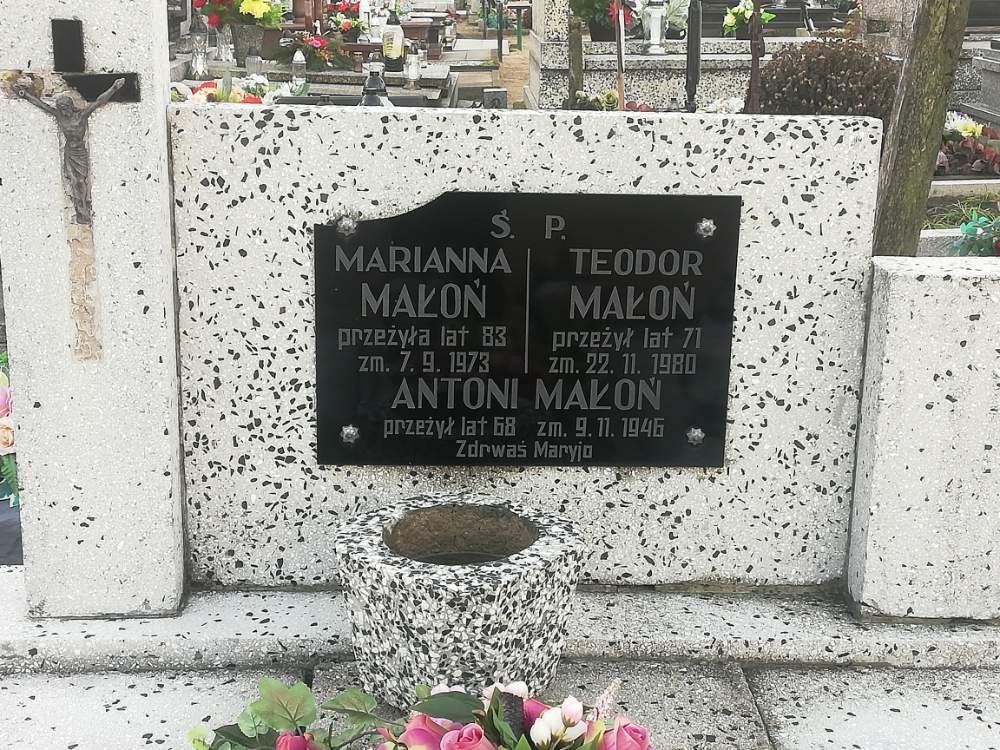 Ś. P.
MARIANNA
MAŁOŃ
przeżyła lat 83
zm. 7. 9. 1973
TEODOR
MAŁOŃ
przeżył lat 71
zm. 22. 11. 1980
ANTONI MAŁOŃ
przeżył lat 68 zm. 9. 11. 1946
Zdrwaś Maryjo